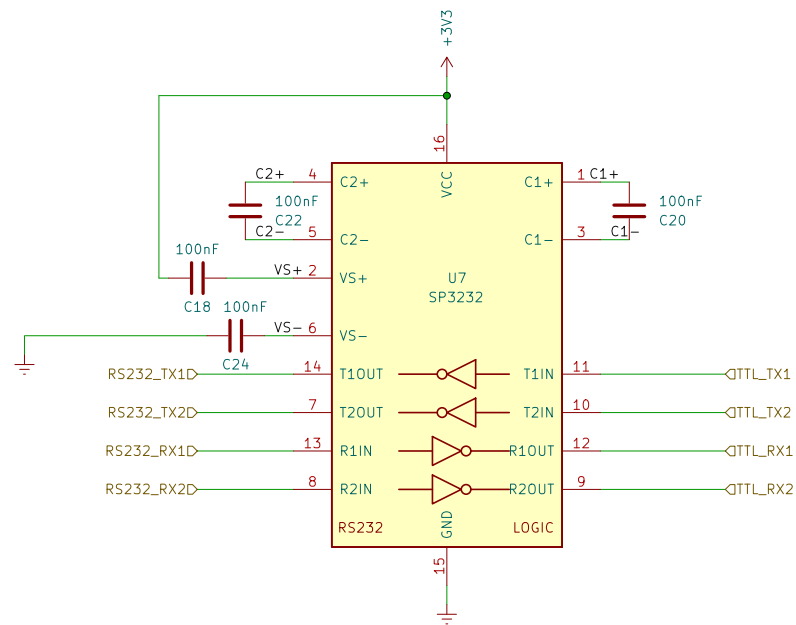 +3V3
16
VCC
C2+ 4 C2+
100nF
C22
C2- 5 C2-
C1+ 1 C1+
100nF
C20
C1- 3 C1-
100nF
C18
VS+ 2 VS+
U7
SP3232
100nF
C24
VS- 6 VS-
RS232_TX1 14 T1OUT T1IN 11 TTL_TX1
RS232_TX2 7 T2OUT T2IN 10 TTL_TX2
RS232_RX1 13 R1IN R1OUT 12 TTL_RX1
RS232_RX2 8 R2IN R2OUT 9 TTL_RX2
RS232 GND LOGIC
15